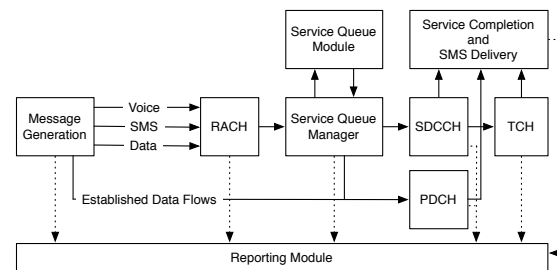 Service Queue
Module
Service Completion
and
SMS Delivery
Message
Generation
Voice
SMS
Data
RACH
Service Queue
Manager
SDCCH
TCH
Established Data Flows
PDCH
Reporting Module